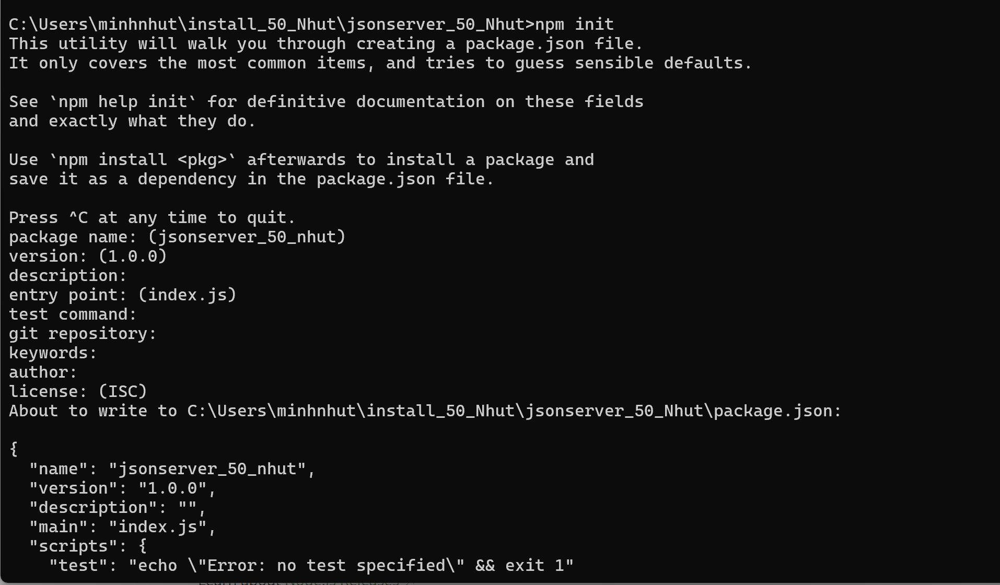 C:\Users\minhnhut\install_50_Nhut\jsonserver_50_Nhut>npm init
This utility will walk you through creating a package.json file.
It only covers the most common items, and tries to guess sensible defaults.
See `npm help init` for definitive documentation on these fields
and exactly what they do.
Use `npm install <pkg>` afterwards to install a package and
save it as a dependency in the package.json file.
Press ^C at any time to quit.
package name: (jsonserver_50_nhut)
version: (1.0.0)
description:
entry point: (index.js)
test command:
git repository:
keywords:
author:
license: (ISC)
About to write to C:\Users\minhnhut\install_50_Nhut\jsonserver_50_Nhut\package.json:
{
  "name": "jsonserver_50_nhut",
  "version": "1.0.0",
  "description": "",
  "main": "index.js",
  "scripts": {
    "test": "echo \"Error: no test specified\" && exit 1"
Learn about Node.js Releases